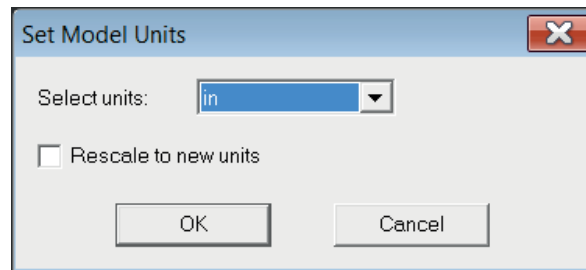 Set Model Units
Select units: in
Rescale to new units
OK Cancel